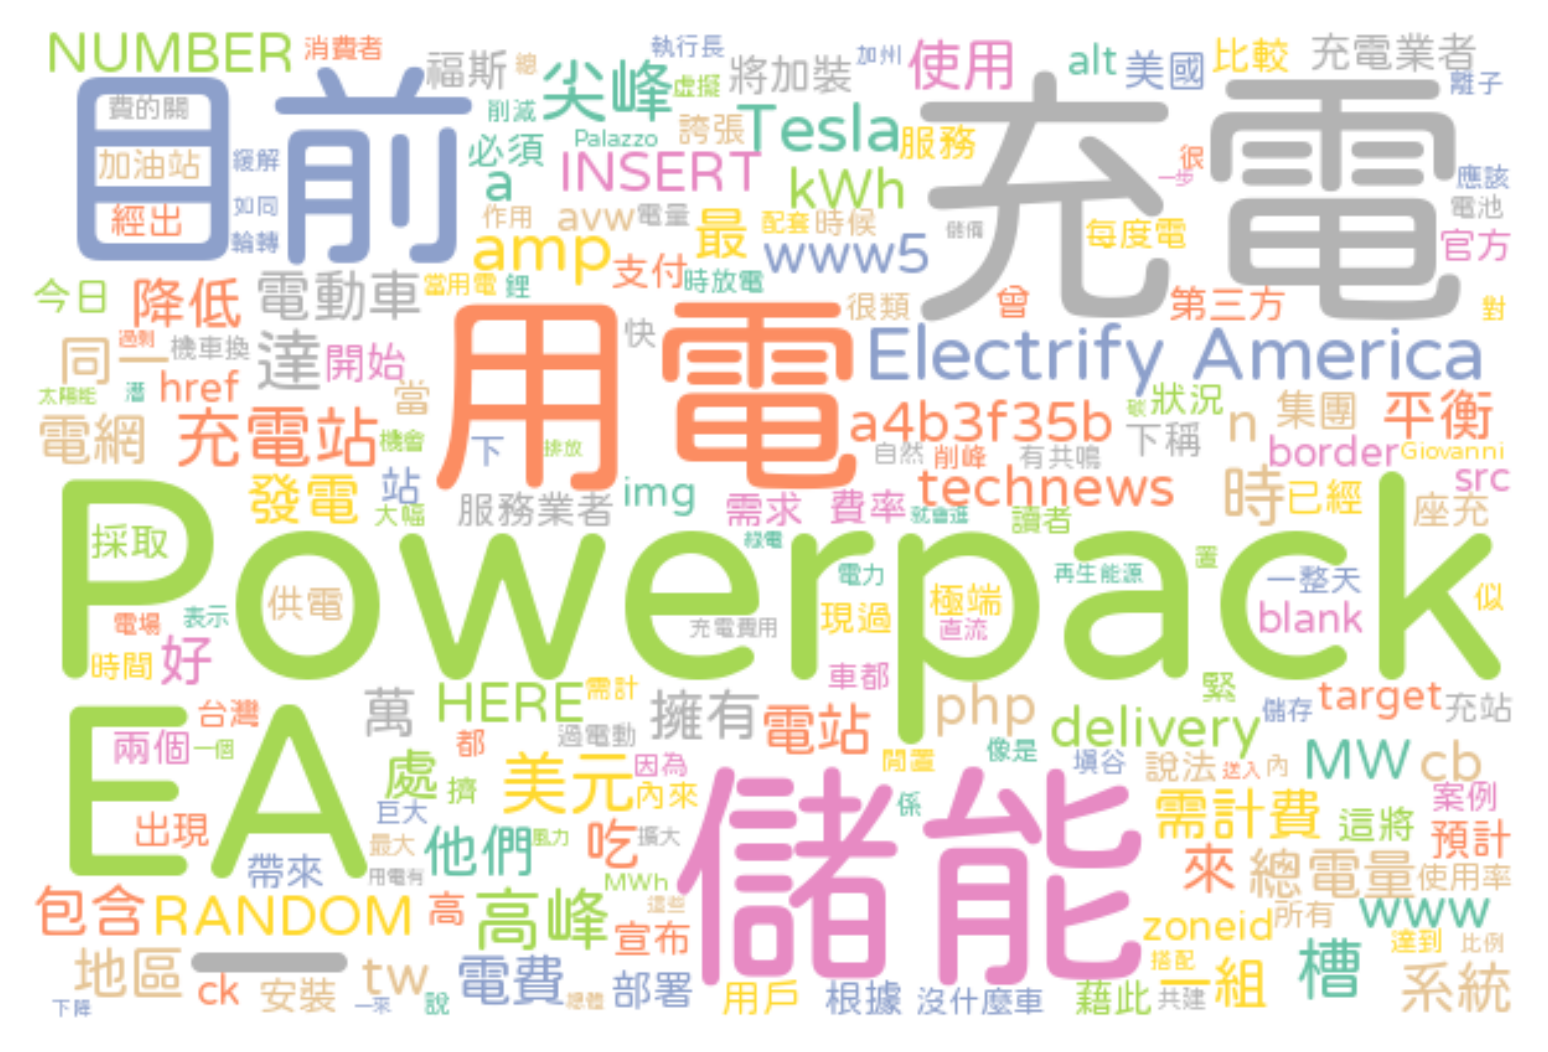 NUMBER 消費者 福斯 總 尖峰 執行長 虛擬 將加裝 加州 使用 alt 美國 比較 充電業者 離子
目前 費的關 加油站 經出 緩解 如同 輪轉 削減 必須 a Palazzo 誇張 Tesla 服務 INSERT kWh 充電 很 一步 應該 電池 官方
作用 avw 電量 最 配套 時候 儲備 每度電 amp 支付 時放電 www5
今日 降低 電動車 當用電 鋰 很類 曾 第三方 對
同一 過剩 機車換 達 開始 快 用電 Electrify America
太陽能 潛 href 當 碳 狀況 集團 平衡
電網 充電站 機會 下 排放 a4b3f35b 下稱 n border Giovanni
自然 削峰 有共鳴 src
發電 站 大幅 服務業者 img 需求 費率 technews 就會進 讀者 時 已經 座充
Powerpack 採取 供電 綠電 電力 再生能源 置 一整天 似
電場 表示 充電費用 現過 極端 直流 blank
時間 好 車都 緊
台灣 萬 HERE 需計 擁有 php target 充站
EA 兩個 一個 都 過電動 電站 delivery 儲存
處 擠 美元 因為 內來 閒置 像是 填谷 說法 送入 內 MW cb
巨大 儲能 係 需計費 這將 案例
出現 最大 他們 風力 吃 擴大 預計
帶來 用電有 MWh 來 總電量 使用率
包含 RANDOM 高 高峰 這些 宣布 zoneid 所有 www
達到 比例
地區 一 ck 安裝 tw 電費 總體 部署 用戶 根據 沒什麼車 搭配 一組 藉此 共建 槽 系統
下降 一來 說